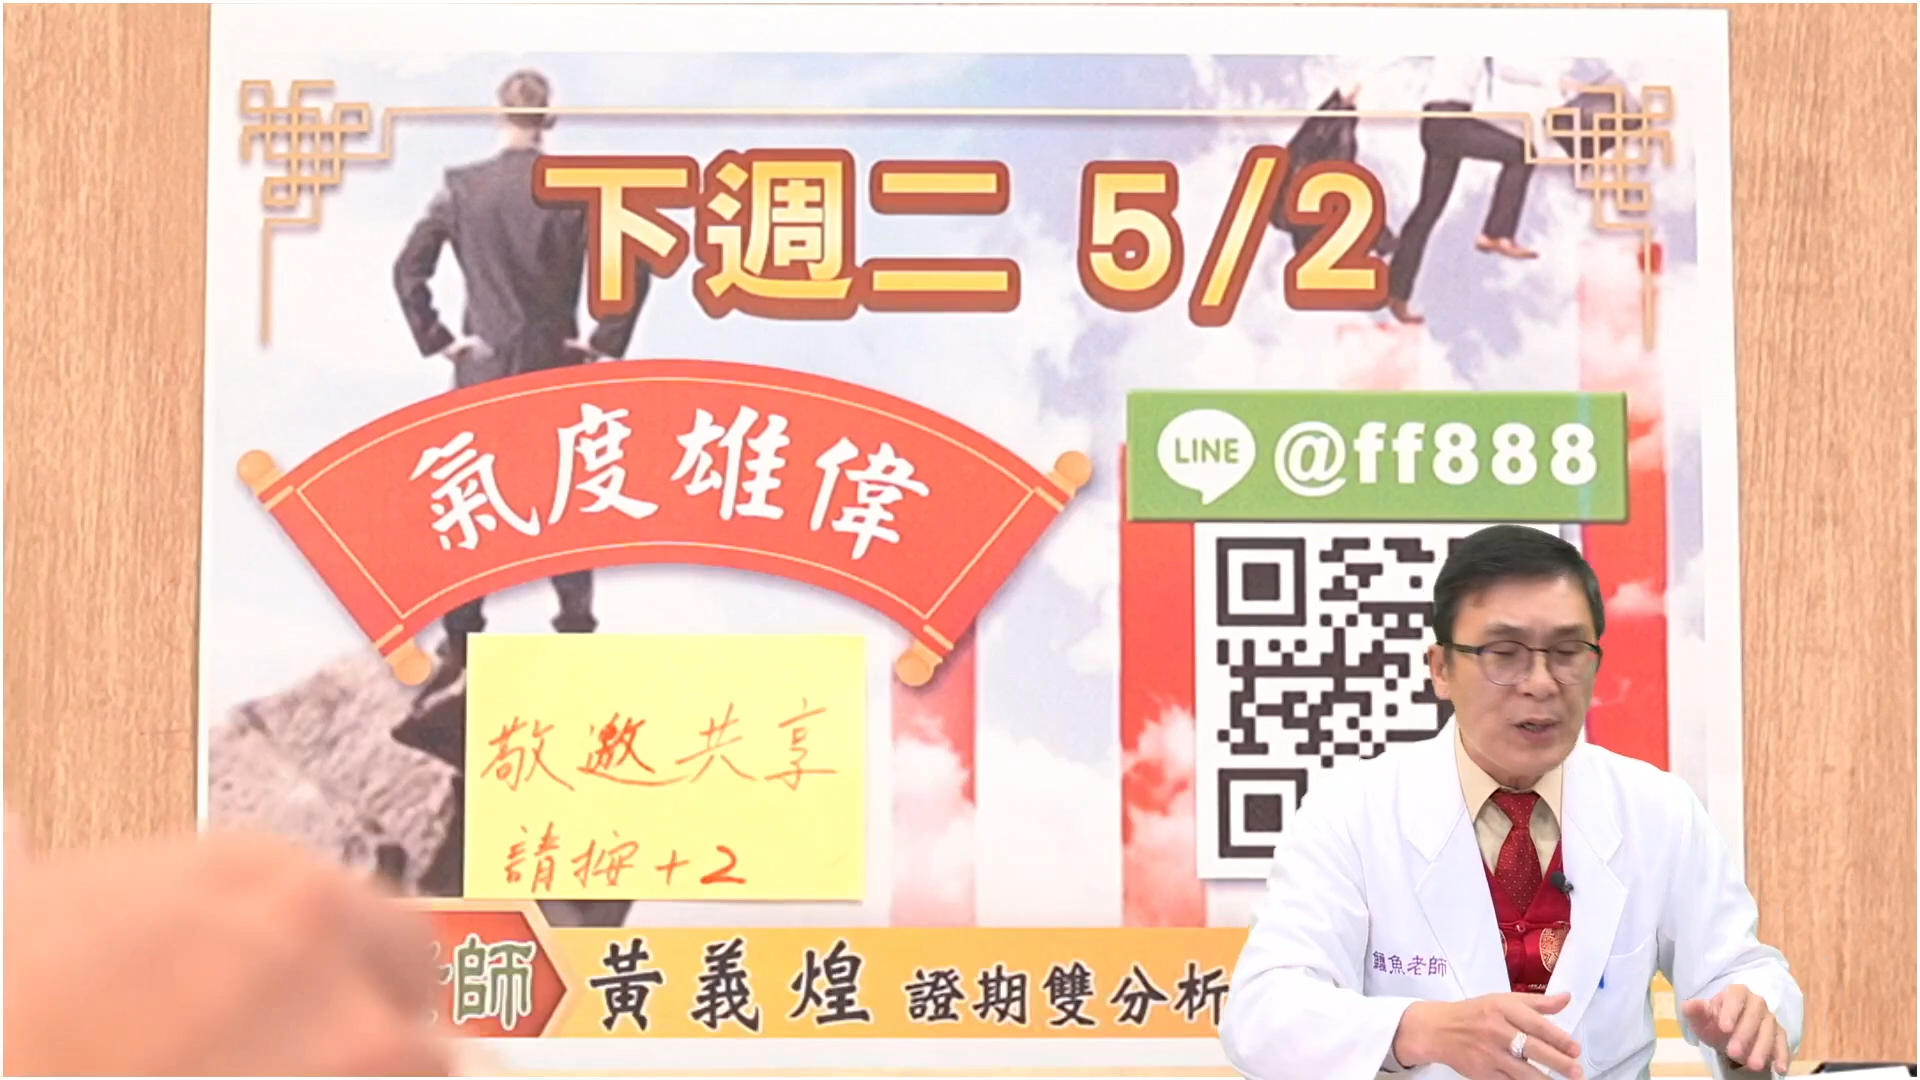 下週二 5/2
氣度雄偉
LINE @ff888
敬邀共享
請按+2
師 黃義煌 證期雙分析
鱷魚老師